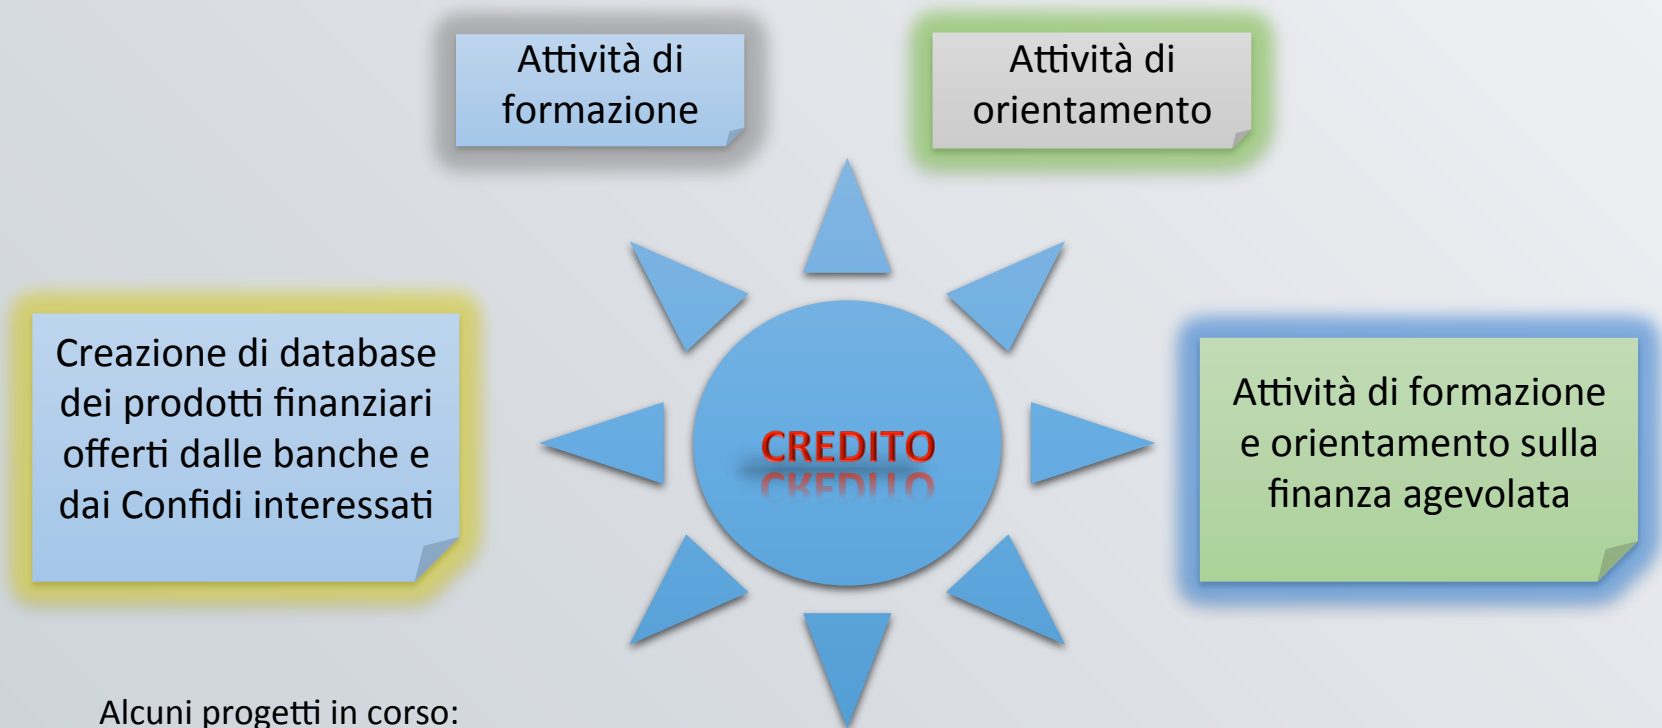 Attività di
formazione
Attività di
orientamento
Creazione di database
dei prodotti finanziari
offerti dalle banche e
dai Confidi interessati
CREDITO
Attività di formazione
e orientamento sulla
finanza agevolata
Alcuni progetti in corso: